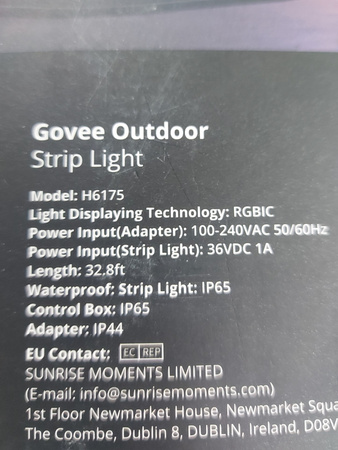 Govee Outdoor
Strip Light
Model: H6175
Light Displaying Technology: RGBIC
Power Input(Adapter): 100-240VAC 50/60Hz
Power Input(Strip Light): 36VDC 1A
Length: 32.8ft
Waterproof: Strip Light: IP65
Control Box: IP65
Adapter: IP44
EU Contact: EC REP
SUNRISE MOMENTS LIMITED
(E-mail: info@sunrisemoments.com)
1st Floor Newmarket House, Newmarket Squa
The Coombe, Dublin 8, DUBLIN, Ireland, D08V